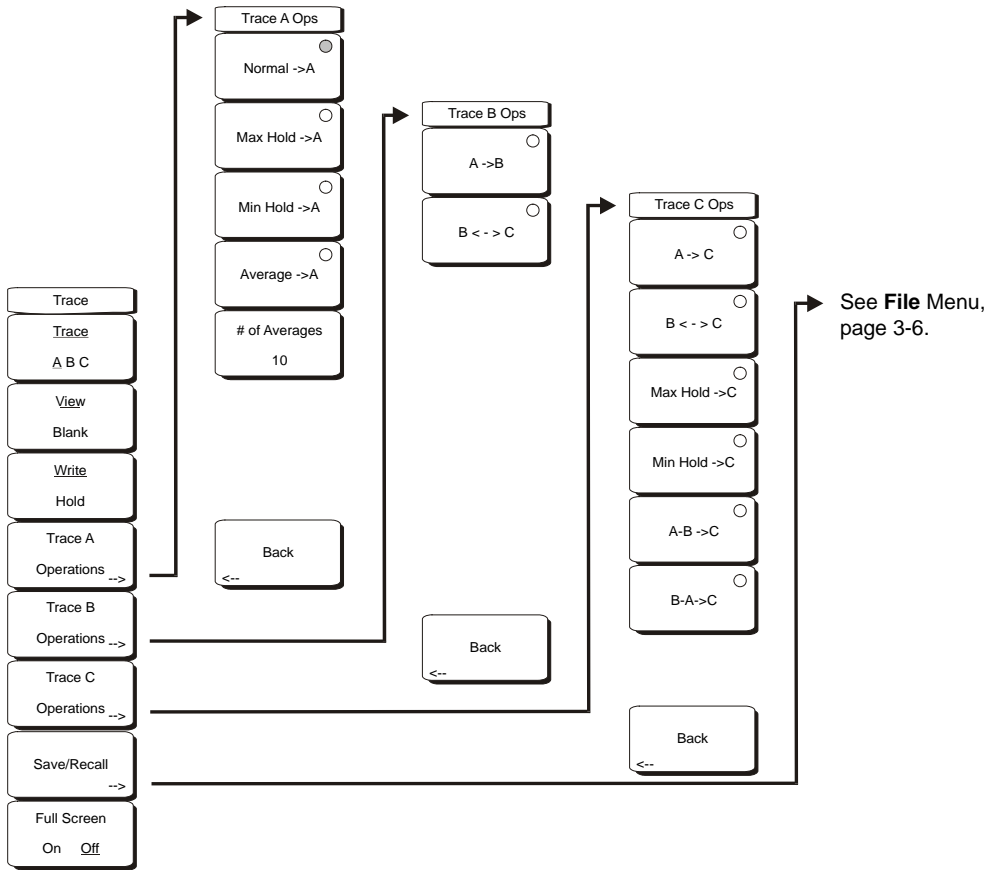 Trace
Trace
A B C
View
Blank
Write
Hold
Trace A
Operations
-->
Trace B
Operations
-->
Trace C
Operations
-->
Save/Recall
-->
Full Screen
On Off
Trace A Ops
Normal ->A
Max Hold ->A
Min Hold ->A
Average ->A
# of Averages
10
Back
<--
Trace B Ops
A ->B
B < - > C
Back
<--
Trace C Ops
A -> C
B < - > C
Max Hold ->C
Min Hold ->C
A-B ->C
B-A->C
Back
<--
See File Menu,
page 3-6.